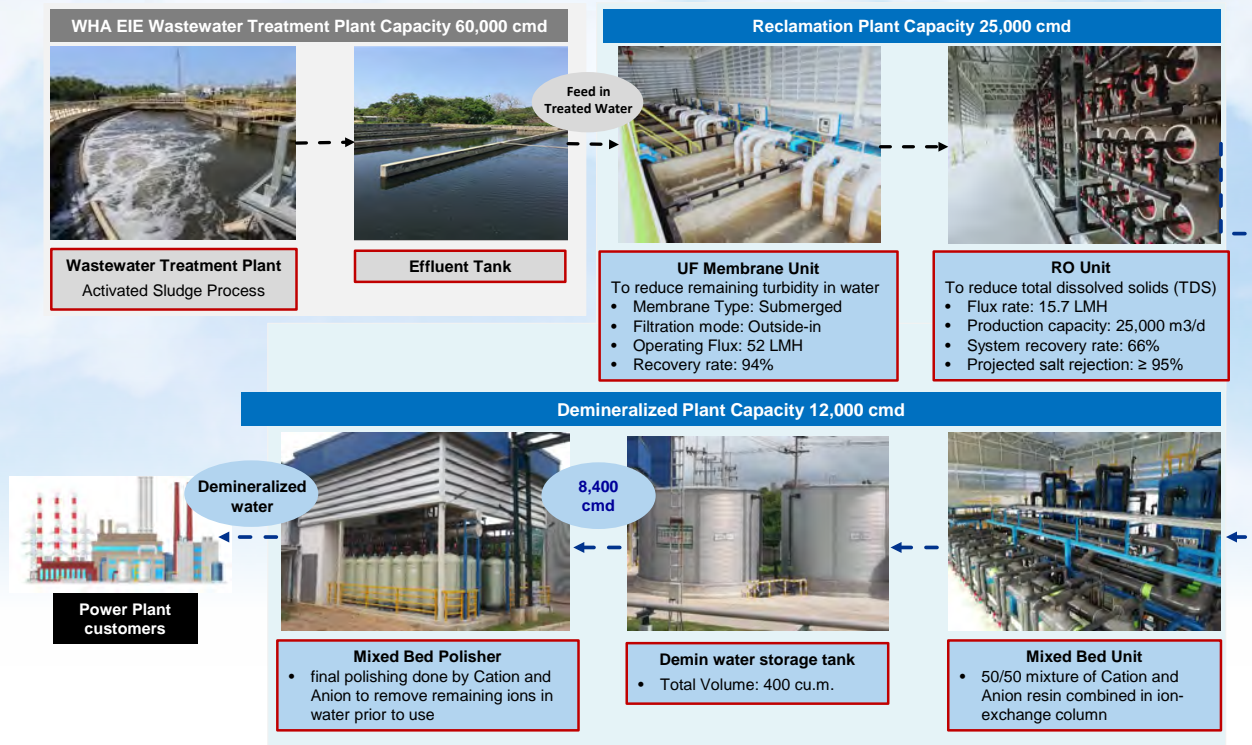 WHA EIE Wastewater Treatment Plant Capacity 60,000 cmd
Reclamation Plant Capacity 25,000 cmd
Feed in
Treated Water
Wastewater Treatment Plant
Activated Sludge Process
Effluent Tank
UF Membrane Unit
To reduce remaining turbidity in water
• Membrane Type: Submerged
• Filtration mode: Outside-in
• Operating Flux: 52 LMH
• Recovery rate: 94%
RO Unit
To reduce total dissolved solids (TDS)
• Flux rate: 15.7 LMH
• Production capacity: 25,000 m3/d
• System recovery rate: 66%
• Projected salt rejection: ≥ 95%
Demineralized Plant Capacity 12,000 cmd
Demineralized
water
8,400
cmd
Power Plant
customers
Mixed Bed Polisher
• final polishing done by Cation and
Anion to remove remaining ions in
water prior to use
Demin water storage tank
• Total Volume: 400 cu.m.
Mixed Bed Unit
• 50/50 mixture of Cation and
Anion resin combined in ion-
exchange column